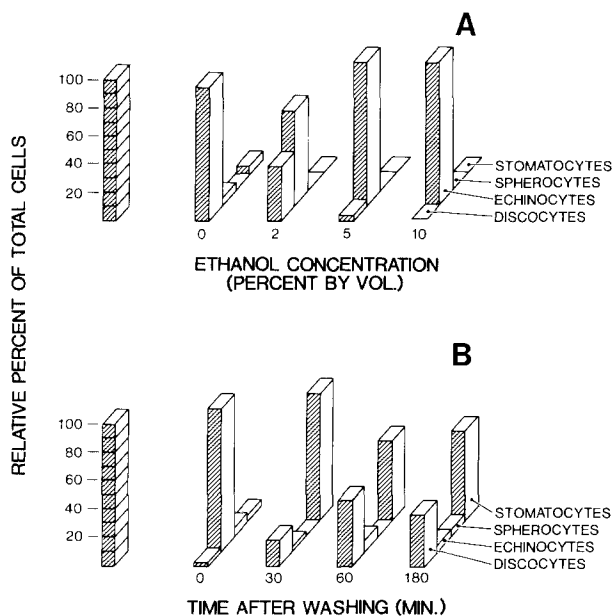 A
RELATIVE PERCENT OF TOTAL CELLS
100
80
60
40
20
STOMATOCYTES
SPHEROCYTES
ECHINOCYTES
DISCOCYTES
0 2 5 10
ETHANOL CONCENTRATION
(PERCENT BY VOL.)
B
100
80
60
40
20
STOMATOCYTES
SPHEROCYTES
ECHINOCYTES
DISCOCYTES
0 30 60 180
TIME AFTER WASHING (MIN.)